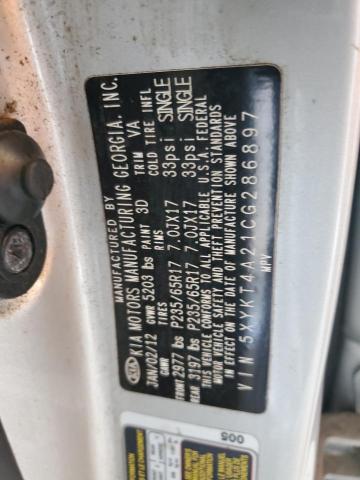 MANUFACTURED BY
KIA KIA MOTORS MANUFACTURING GEORGIA, INC.
JAN/02/12 GVWR 5203 lbs PAINT 3D TRIM VA
GAWR TIRES RIMS COLD TIRE INFL
FRONT 2977 lbs P235/65R17 7.0JX17 33psi SINGLE
REAR 3197 lbs P235/65R17 7.0JX17 33psi SINGLE
THIS VEHICLE CONFORMS TO ALL APPLICABLE U.S.A. FEDERAL
MOTOR VEHICLE SAFETY AND THEFT PREVENTION STANDARDS
IN EFFECT ON THE DATE OF MANUFACTURE SHOWN ABOVE
VIN 5XYKT4A21CG286897
MPV
005